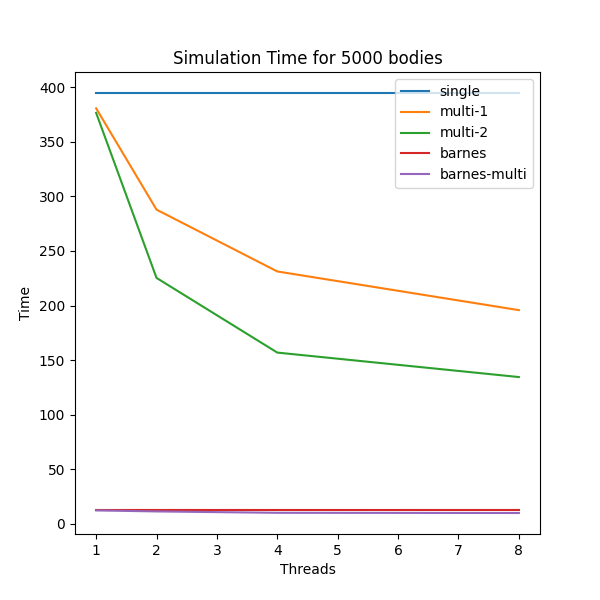 Simulation Time for 5000 bodies
400
350
300
250
200
150
100
50
0
Time
single
multi-1
multi-2
barnes
barnes-multi
1 2 3 4 5 6 7 8
Threads